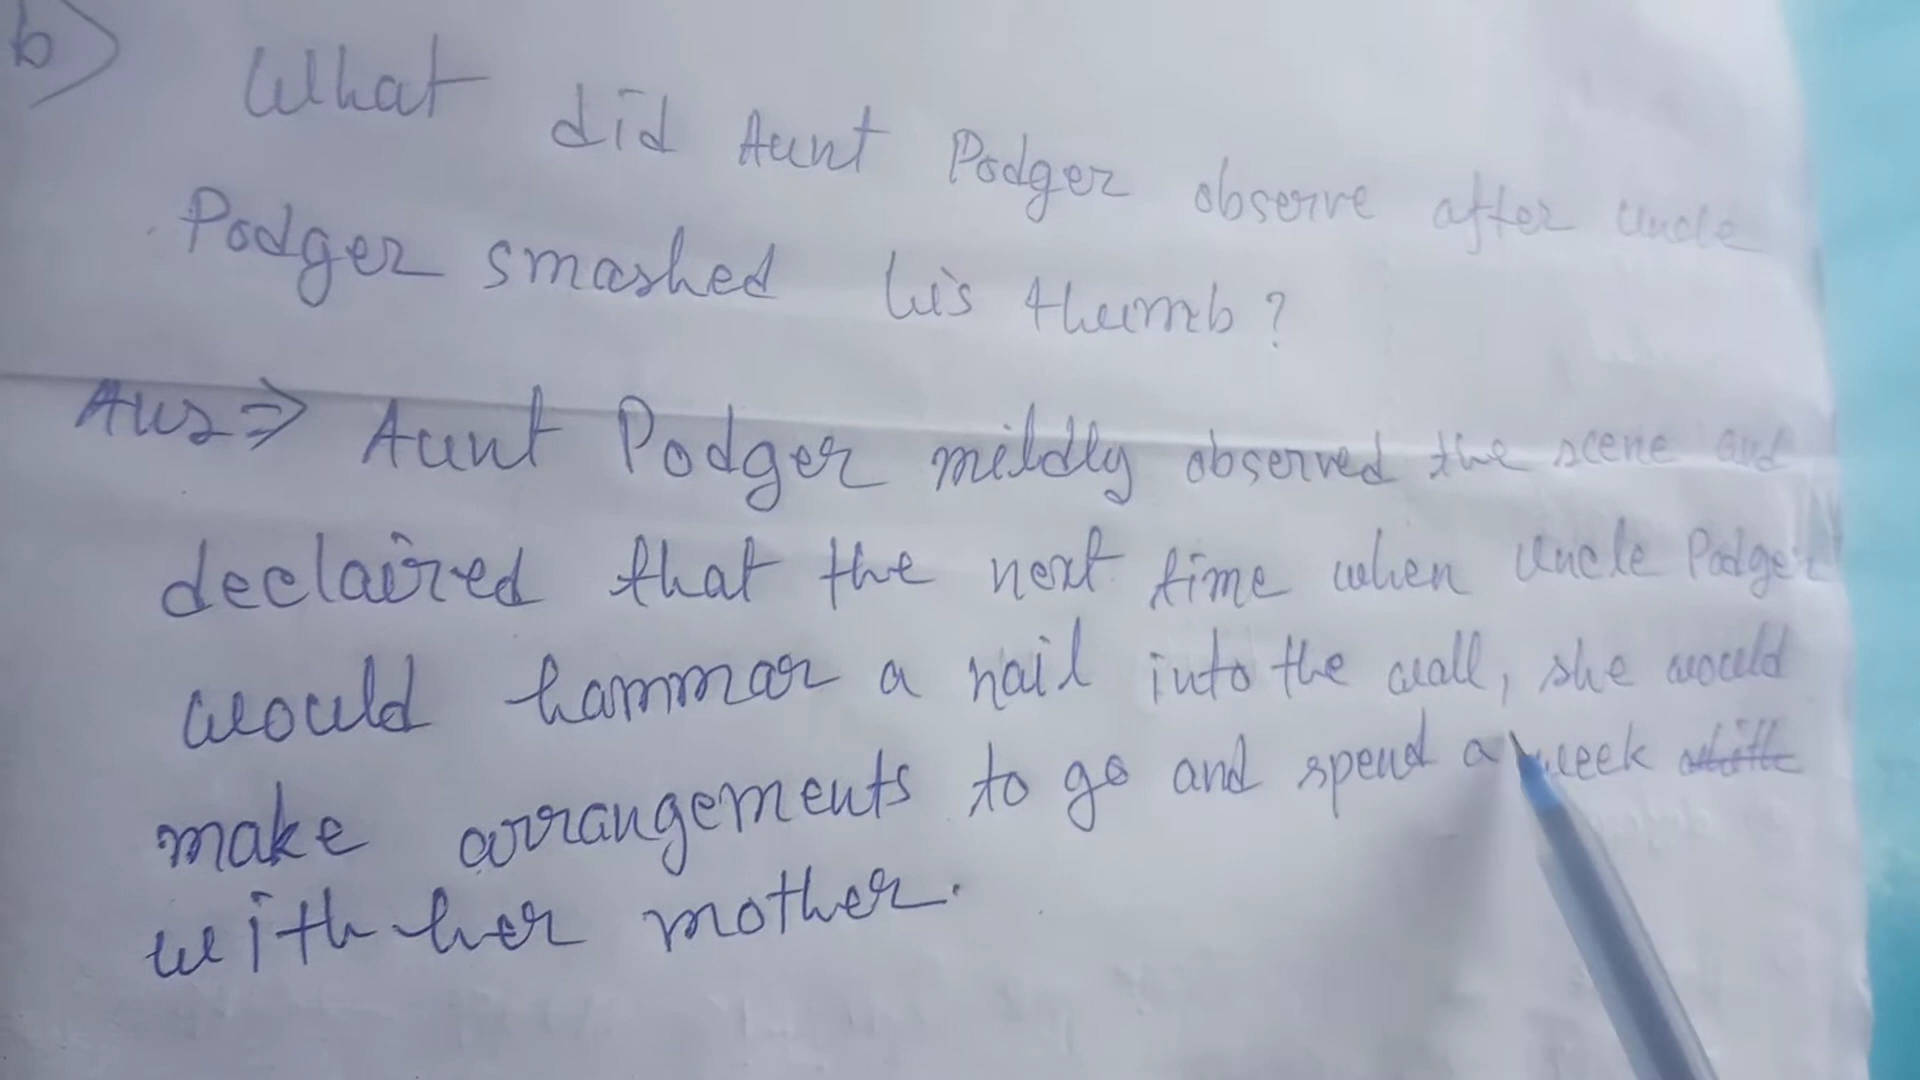 b) What did Aunt Podger observe after uncle
Podger smashed his thumb?
Ans⇒ Aunt Podger mildly observed the scene and
declaired that the next time when Uncle Podger
would hammar a nail into the wall, she would
make arrangements to go and spend a week
with her mother.